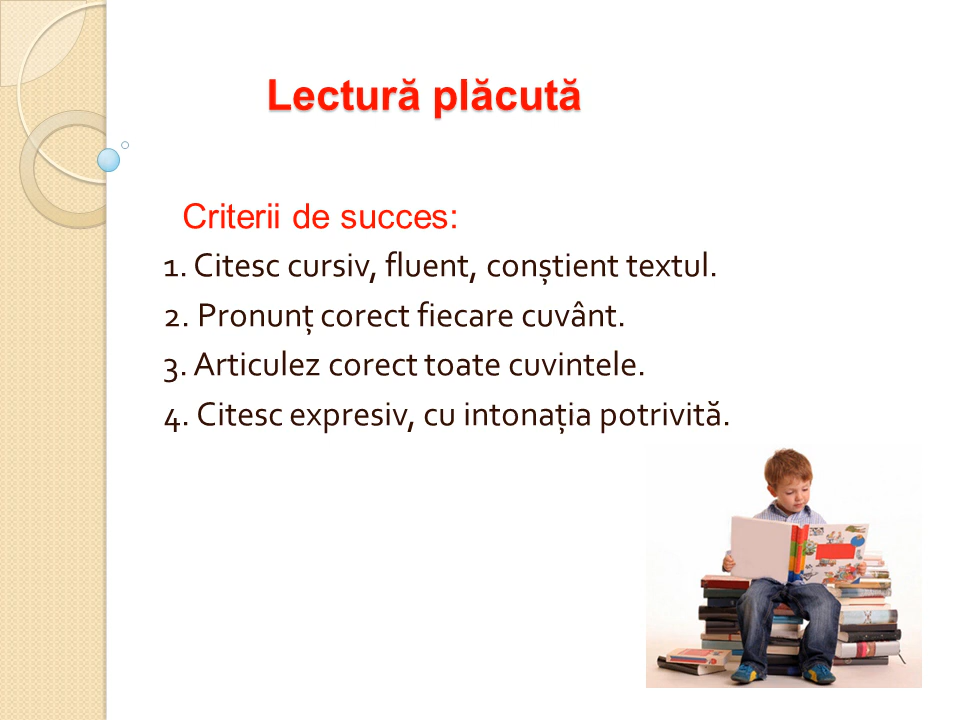 Lectură plăcută
Criterii de succes:
1. Citesc cursiv, fluent, conștient textul.
2. Pronunț corect fiecare cuvânt.
3. Articulez corect toate cuvintele.
4. Citesc expresiv, cu intonația potrivită.